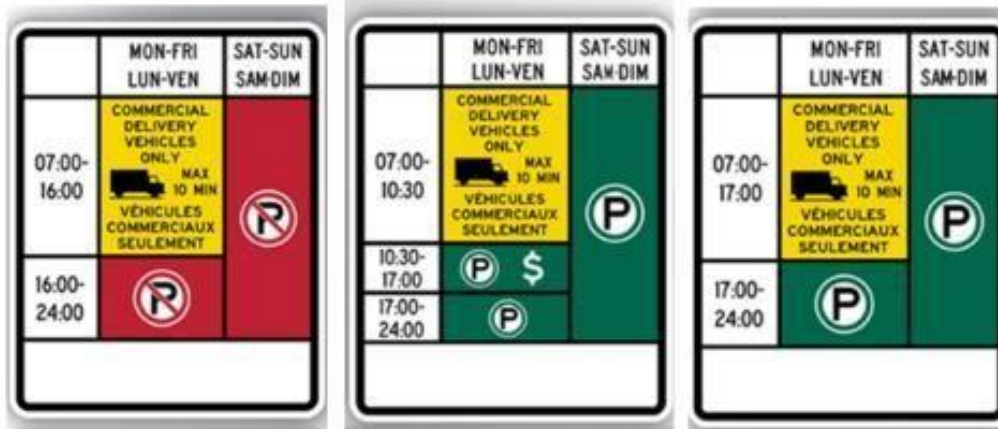 MON-FRI
LUN-VEN
SAT-SUN
SAM-DIM
07:00-
16:00
COMMERCIAL
DELIVERY
VEHICLES
ONLY
MAX
10 MIN
VÉHICULES
COMMERCIAUX
SEULEMENT
P
16:00-
24:00
P
MON-FRI
LUN-VEN
SAT-SUN
SAM-DIM
07:00-
10:30
COMMERCIAL
DELIVERY
VEHICLES
ONLY
MAX
10 MIN
VÉHICULES
COMMERCIAUX
SEULEMENT
P
10:30-
17:00
P $
17:00-
24:00
P
MON-FRI
LUN-VEN
SAT-SUN
SAM-DIM
07:00-
17:00
COMMERCIAL
DELIVERY
VEHICLES
ONLY
MAX
10 MIN
VÉHICULES
COMMERCIAUX
SEULEMENT
P
17:00-
24:00
P